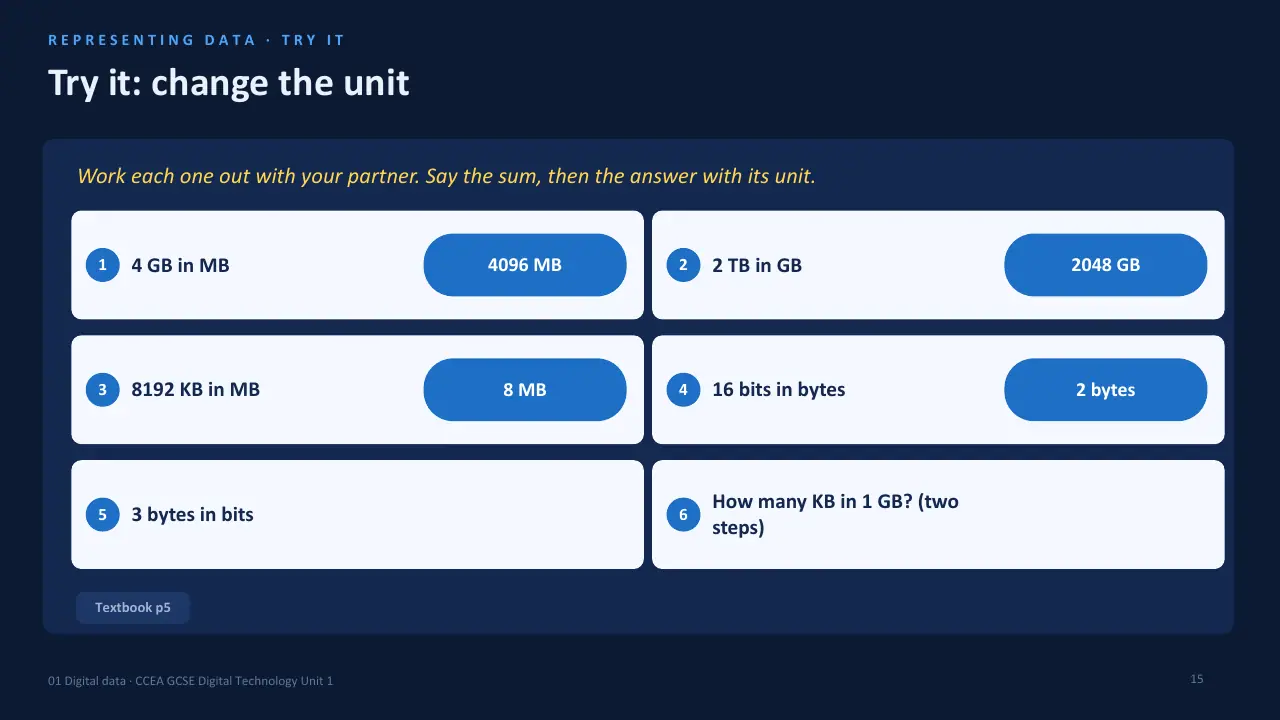 REPRESENTING DATA · TRY IT
Try it: change the unit
Work each one out with your partner. Say the sum, then the answer with its unit.
1 4 GB in MB 4096 MB
2 2 TB in GB 2048 GB
3 8192 KB in MB 8 MB
4 16 bits in bytes 2 bytes
5 3 bytes in bits
6 How many KB in 1 GB? (two
steps)
Textbook p5
01 Digital data · CCEA GCSE Digital Technology Unit 1
15